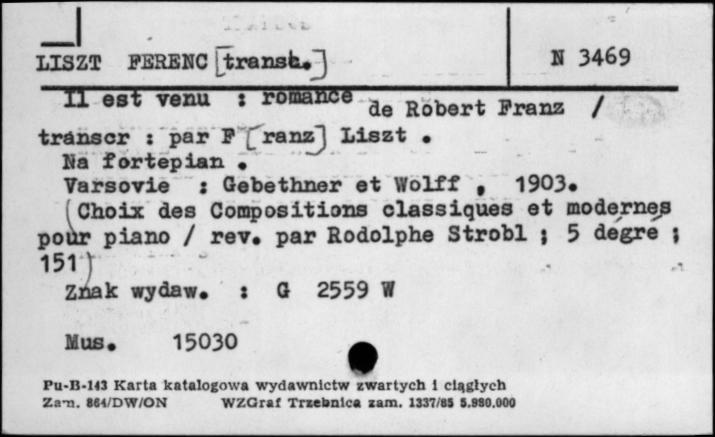 LISZT FERENC [transk.] N 3469
Il est venu : romance de Robert Franz /
transcr : par F [ranz] Liszt .
Na fortepian .
Varsovie : Gebethner et Wolff , 1903.
(Choix des Compositions classiques et modernes
pour piano / rev. par Rodolphe Strobl ; 5 dégré ;
151)
Znak wydaw. : G 2559 W
Mus. 15030
Pu-B-143 Karta katalogowa wydawnictw zwartych i ciągłych
Zam. 864/DW/ON WZGraf Trzebnica zam. 1337/85 5.980.000